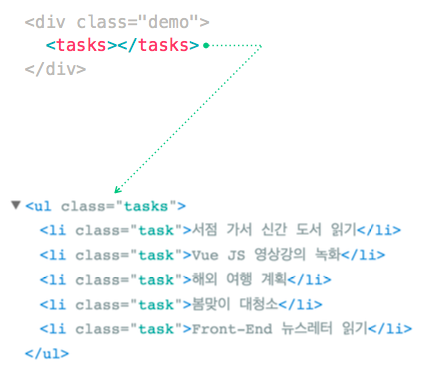 <div class="demo">
<tasks></tasks>
</div>
<ul class="tasks">
<li class="task">서점 가서 신간 도서 읽기</li>
<li class="task">Vue JS 영상강의 녹화</li>
<li class="task">해외 여행 계획</li>
<li class="task">봄맞이 대청소</li>
<li class="task">Front-End 뉴스레터 읽기</li>
</ul>